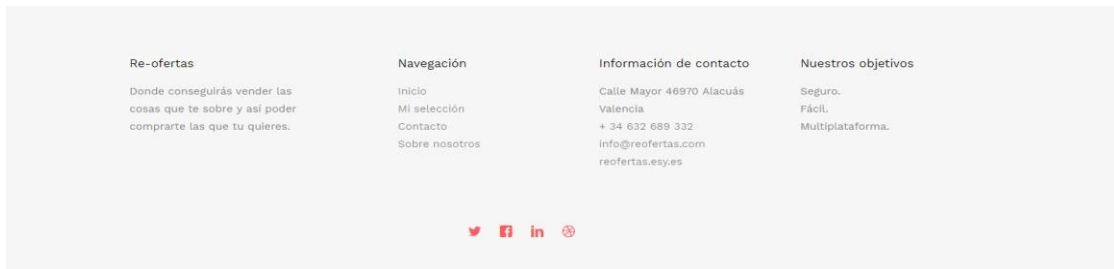 Re-ofertas
Donde conseguirás vender las
cosas que te sobre y así poder
comprarte las que tu quieres.
Navegación
Inicio
Mi selección
Contacto
Sobre nosotros
Información de contacto
Calle Mayor 46970 Alacuás
Valencia
+ 34 632 689 332
info@reofertas.com
reofertas.esy.es
Nuestros objetivos
Seguro.
Fácil.
Multiplataforma.